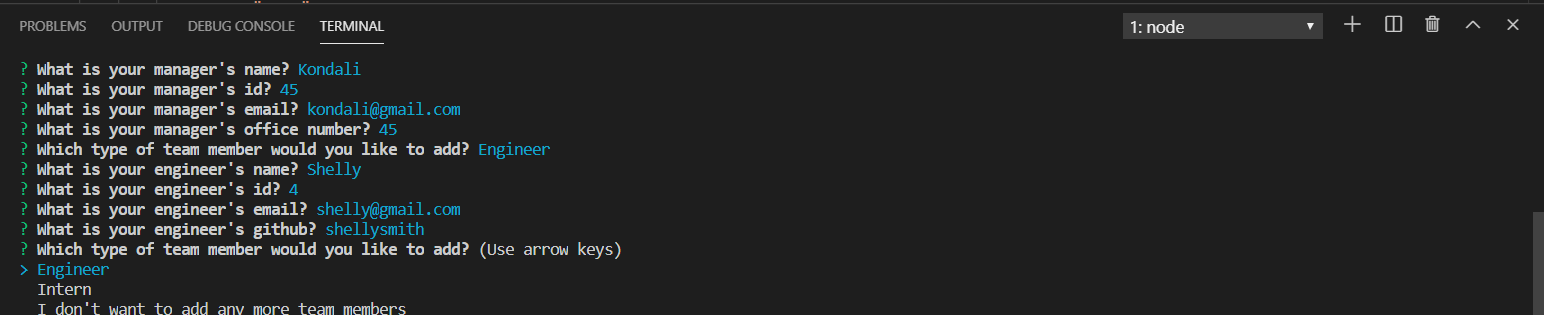 PROBLEMS OUTPUT DEBUG CONSOLE TERMINAL 1: node
? What is your manager's name? Kondali
? What is your manager's id? 45
? What is your manager's email? kondali@gmail.com
? What is your manager's office number? 45
? Which type of team member would you like to add? Engineer
? What is your engineer's name? Shelly
? What is your engineer's id? 4
? What is your engineer's email? shelly@gmail.com
? What is your engineer's github? shellysmith
? Which type of team member would you like to add? (Use arrow keys)
> Engineer
Intern
I don't want to add any more team members